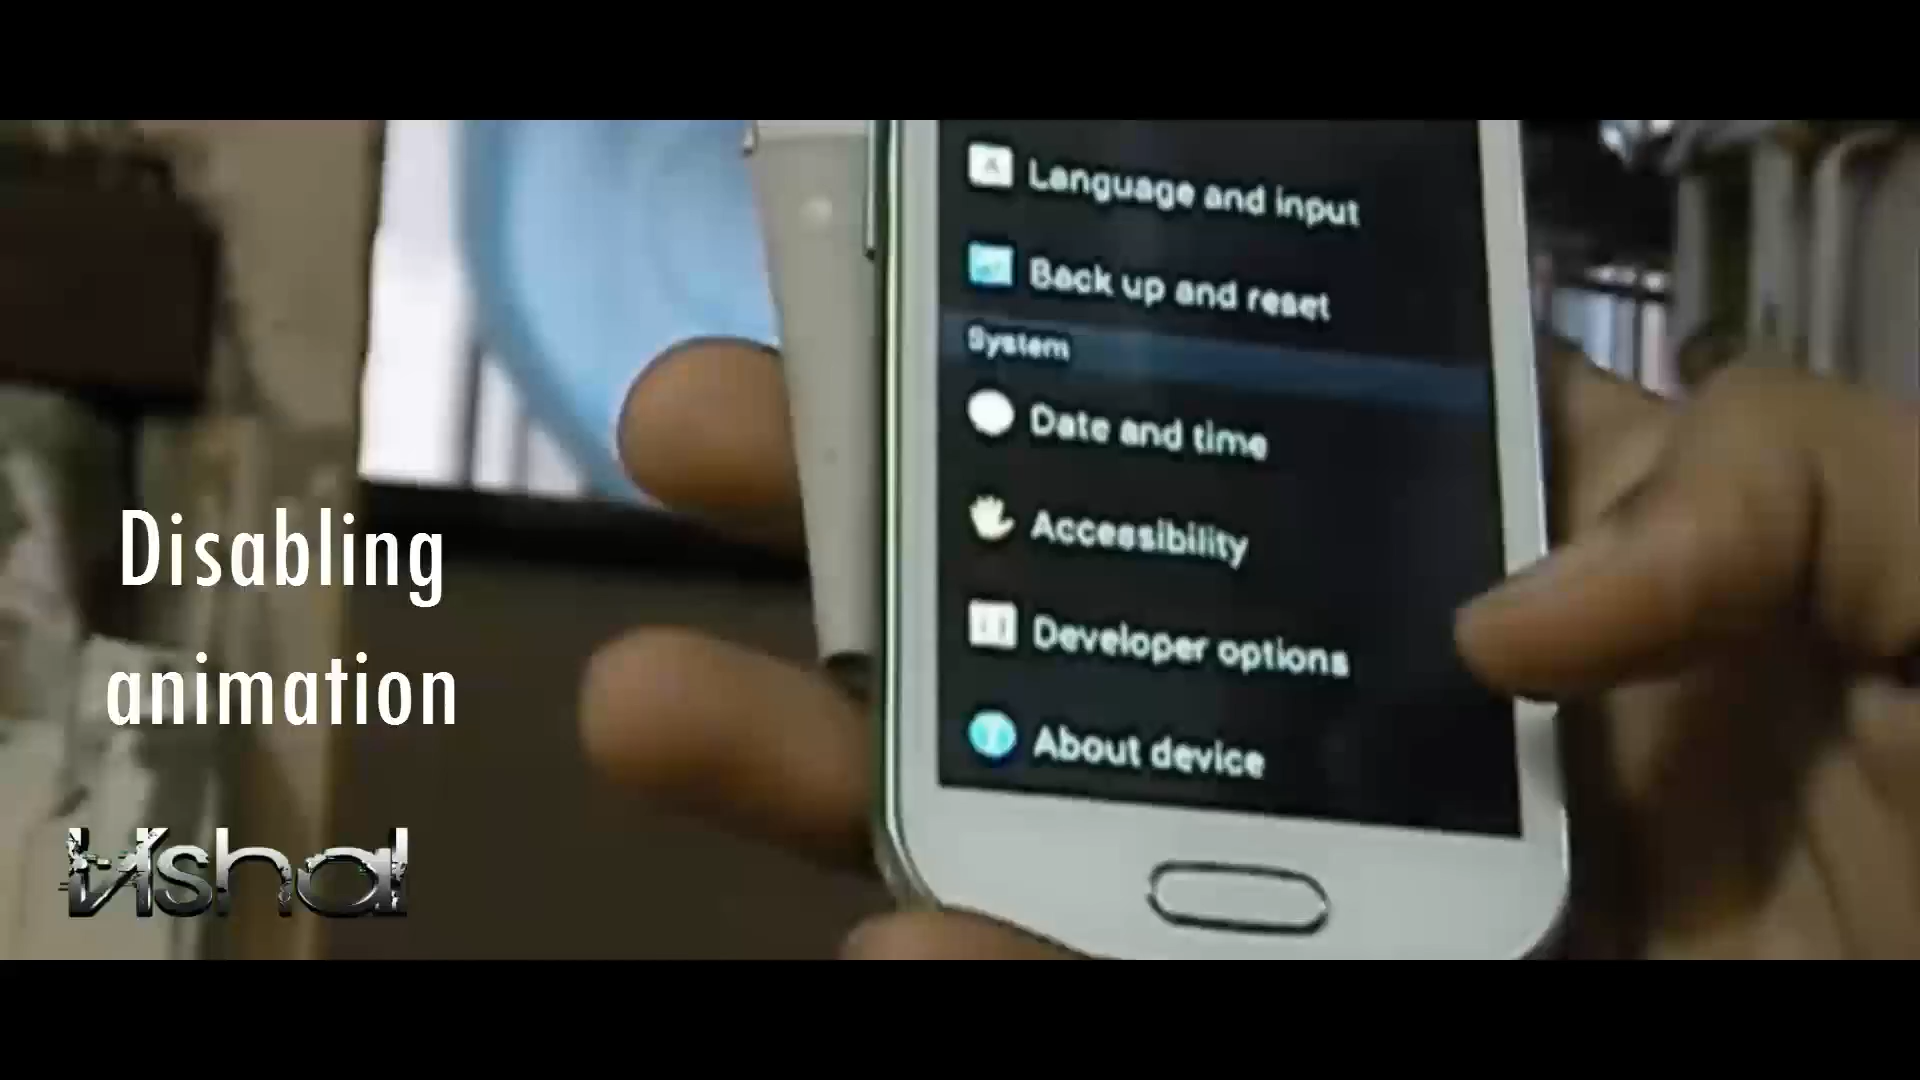 Language and input
Back up and reset
System
Date and time
Accessibility
Developer options
About device
Disabling
animation
Vishal